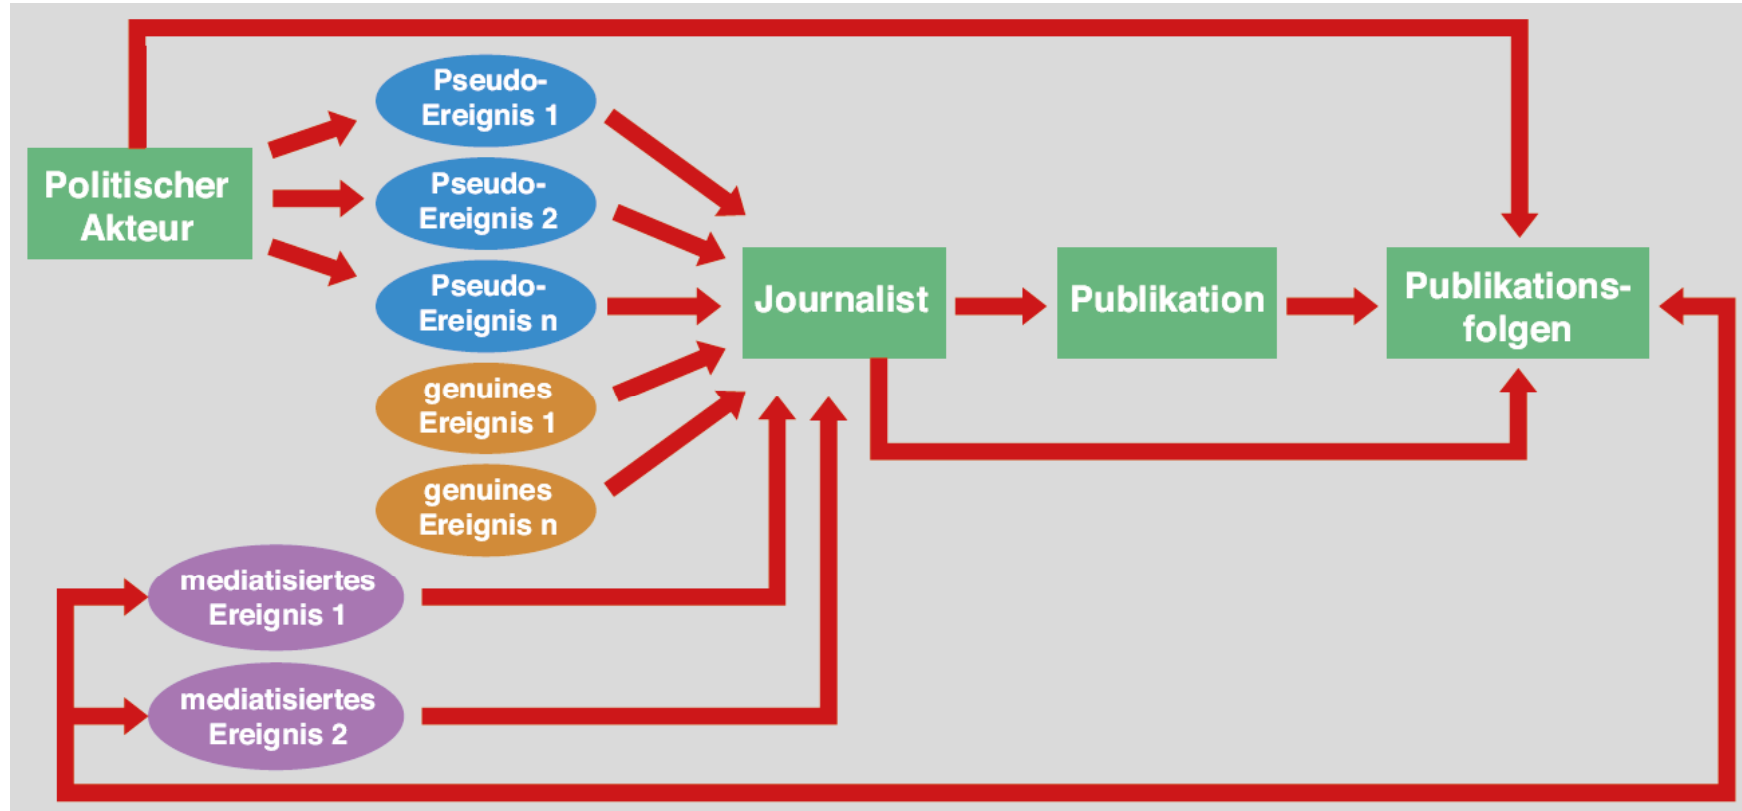 Pseudo-
Ereignis 1
Politischer
Akteur
Pseudo-
Ereignis 2
Pseudo-
Ereignis n
Journalist
Publikation
Publikations-
folgen
genuines
Ereignis 1
genuines
Ereignis n
mediatisiertes
Ereignis 1
mediatisiertes
Ereignis 2